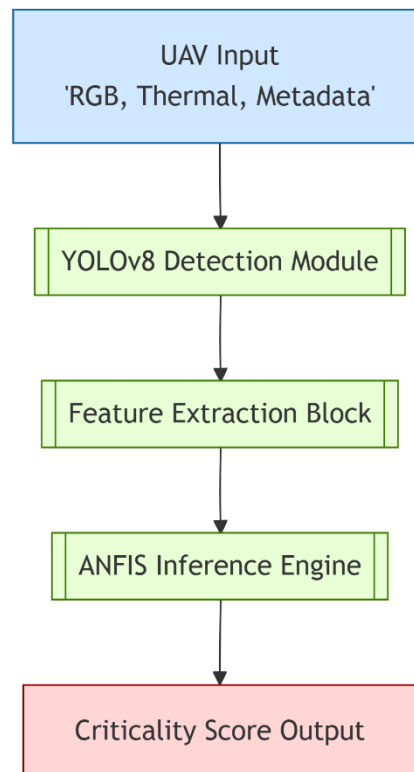 UAV Input
'RGB, Thermal, Metadata'
YOLOv8 Detection Module
Feature Extraction Block
ANFIS Inference Engine
Criticality Score Output